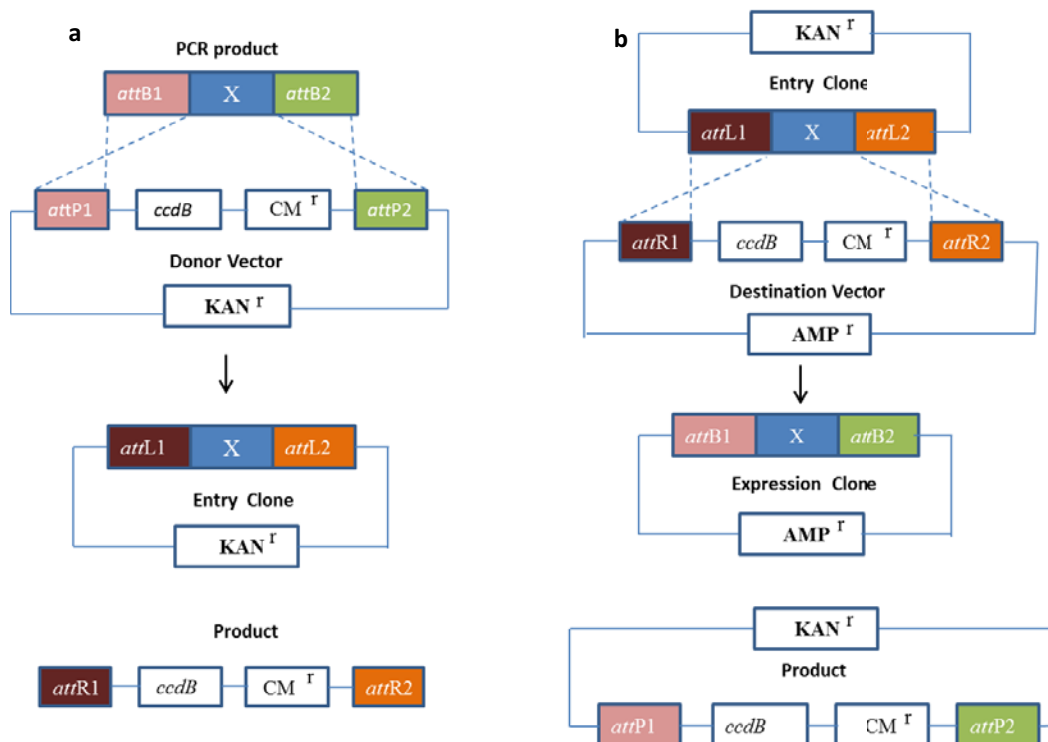 a
PCR product
attB1 X attB2
attP1 ccdB CM r attP2
Donor Vector
KAN r
attL1 X attL2
Entry Clone
KAN r
Product
attR1 ccdB CM r attR2
b
KAN r
Entry Clone
attL1 X attL2
attR1 ccdB CM r attR2
Destination Vector
AMP r
attB1 X attB2
Expression Clone
AMP r
KAN r
Product
attP1 ccdB CM r attP2